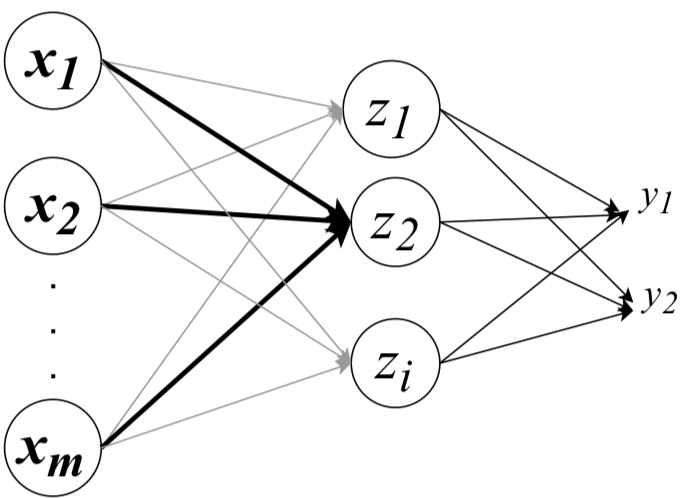 x1
x2
.
.
.
xm
z1
z2
zi
y1
y2